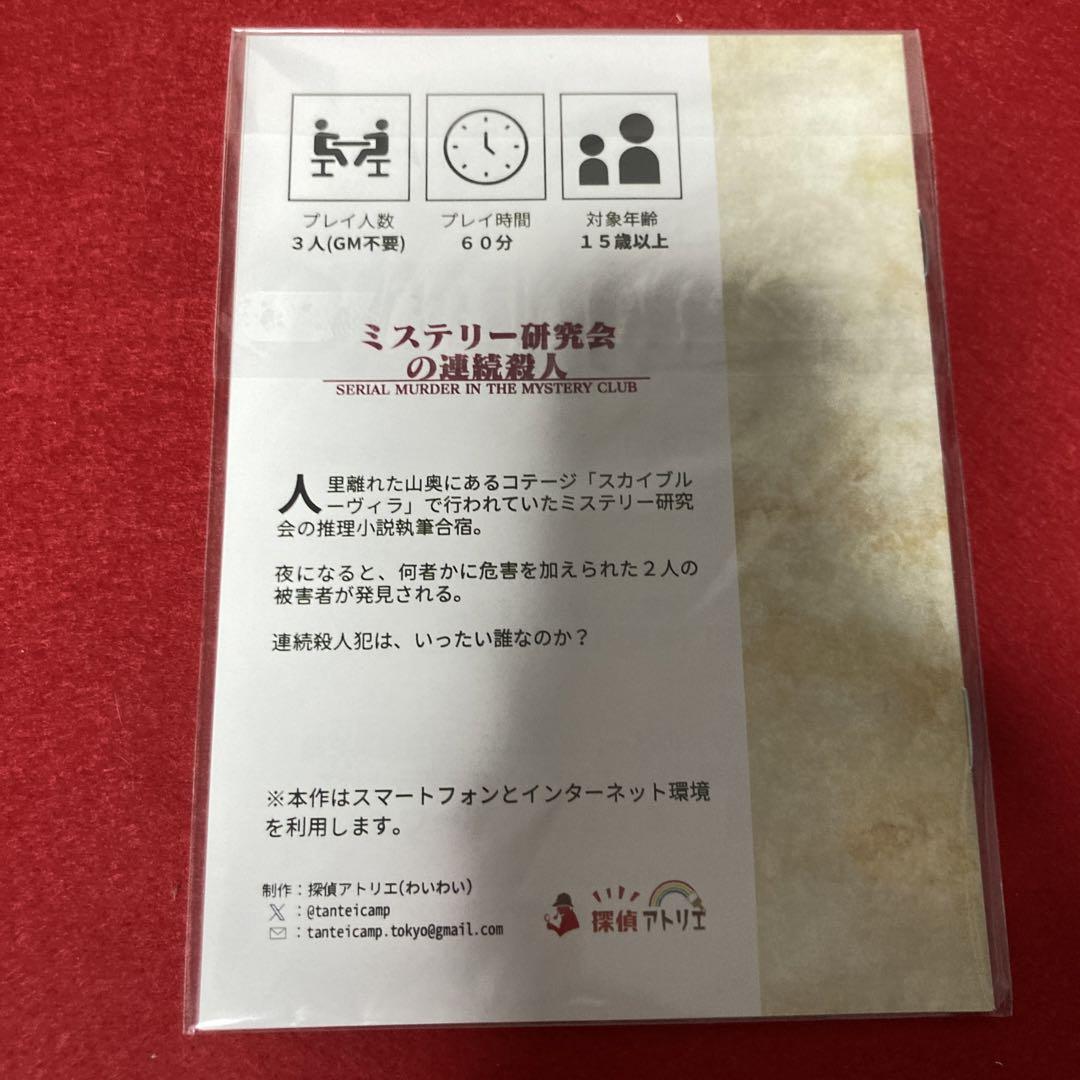 プレイ人数 プレイ時間 対象年齢
３人(GM不要) ６０分 １５歳以上
ミステリー研究会
の連続殺人
SERIAL MURDER IN THE MYSTERY CLUB
人里離れた山奥にあるコテージ「スカイブル
ーヴィラ」で行われていたミステリー研究
会の推理小説執筆合宿。
夜になると、何者かに危害を加えられた２人の
被害者が発見される。
連続殺人犯は、いったい誰なのか？
※本作はスマートフォンとインターネット環境
を利用します。
制作：探偵アトリエ(わいわい)
X：@tanteicamp
：tanteicamp.tokyo@gmail.com
探偵アトリエ